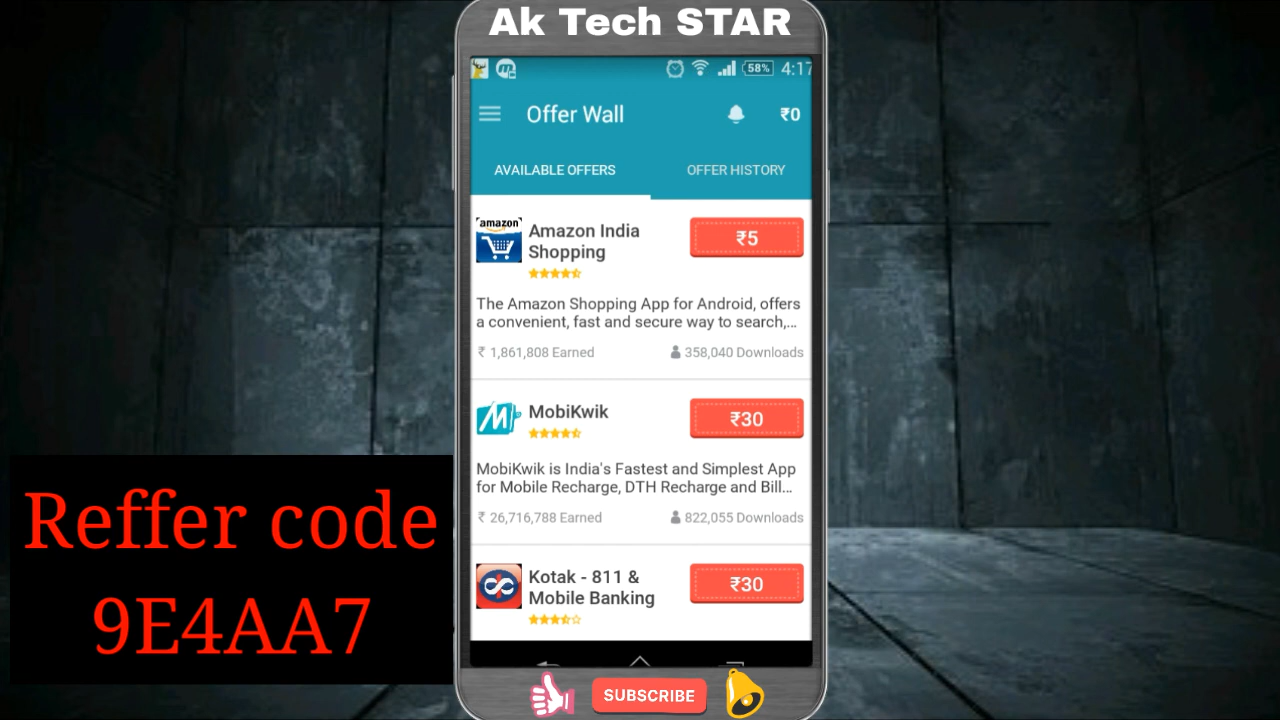 Ak Tech STAR
58% 4:17
Offer Wall
₹0
AVAILABLE OFFERS
OFFER HISTORY
amazon
Amazon India
Shopping
₹5
The Amazon Shopping App for Android, offers
a convenient, fast and secure way to search,...
₹ 1,861,808 Earned
358,040 Downloads
MobiKwik
₹30
MobiKwik is India's Fastest and Simplest App
for Mobile Recharge, DTH Recharge and Bill...
₹ 26,716,788 Earned
822,055 Downloads
Kotak - 811 &
Mobile Banking
₹30
Reffer code
9E4AA7
SUBSCRIBE